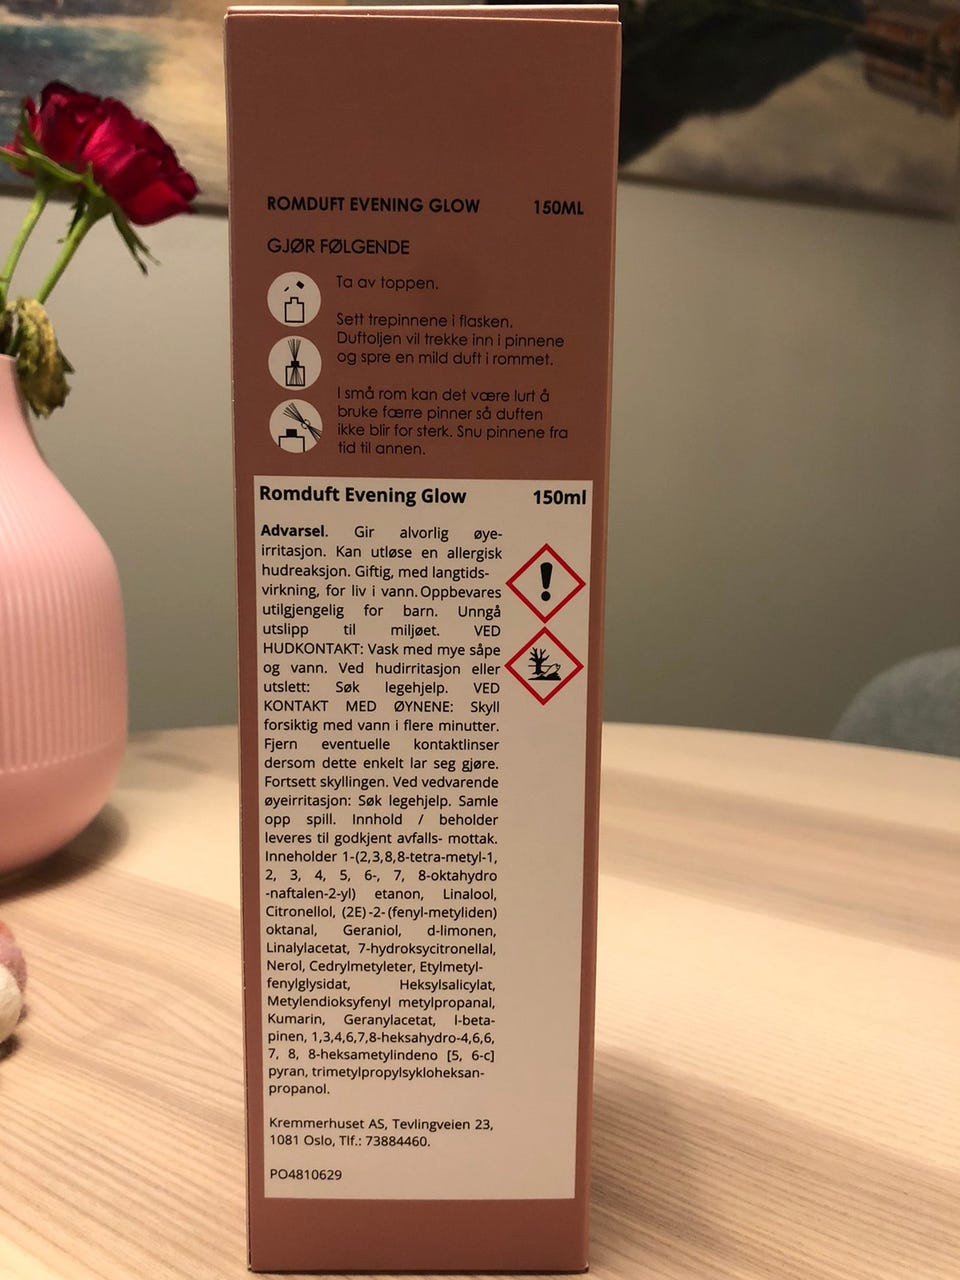 ROMDUFT EVENING GLOW 150ML
GJØR FØLGENDE
Ta av toppen.
Sett trepinnene i flasken.
Duftoljen vil trekke inn i pinnene
og spre en mild duft i rommet.
I små rom kan det være lurt å
bruke færre pinner så duften
ikke blir for sterk. Snu pinnene fra
tid til annen.
Romduft Evening Glow 150ml
Advarsel. Gir alvorlig øye-
irritasjon. Kan utløse en allergisk
hudreaksjon. Giftig, med langtids-
virkning, for liv i vann. Oppbevares
utilgjengelig for barn. Unngå
utslipp til miljøet. VED
HUDKONTAKT: Vask med mye såpe
og vann. Ved hudirritasjon eller
utslett: Søk legehjelp. VED
KONTAKT MED ØYNENE: Skyll
forsiktig med vann i flere minutter.
Fjern eventuelle kontaktlinser
dersom dette enkelt lar seg gjøre.
Fortsett skyllingen. Ved vedvarende
øyeirritasjon: Søk legehjelp. Samle
opp spill. Innhold / beholder
leveres til godkjent avfalls- mottak.
Inneholder 1-(2,3,8,8-tetra-metyl-1,
2, 3, 4, 5, 6-, 7, 8-oktahydro
-naftalen-2-yl) etanon, Linalool,
Citronellol, (2E) -2- (fenyl-metyliden)
oktanal, Geraniol, d-limonen,
Linalylacetat, 7-hydroksycitronellal,
Nerol, Cedrylmetyleter, Etylmetyl-
fenylglysidat, Heksylsalicylat,
Metylendioksyfenyl metylpropanal,
Kumarin, Geranylacetat, l-beta-
pinen, 1,3,4,6,7,8-heksahydro-4,6,6,
7, 8, 8-heksametylindeno [5, 6-c]
pyran, trimetylpropylsykloheksan-
propanol.
Kremmerhuset AS, Tevlingveien 23,
1081 Oslo, Tlf.: 73884460.
PO4810629